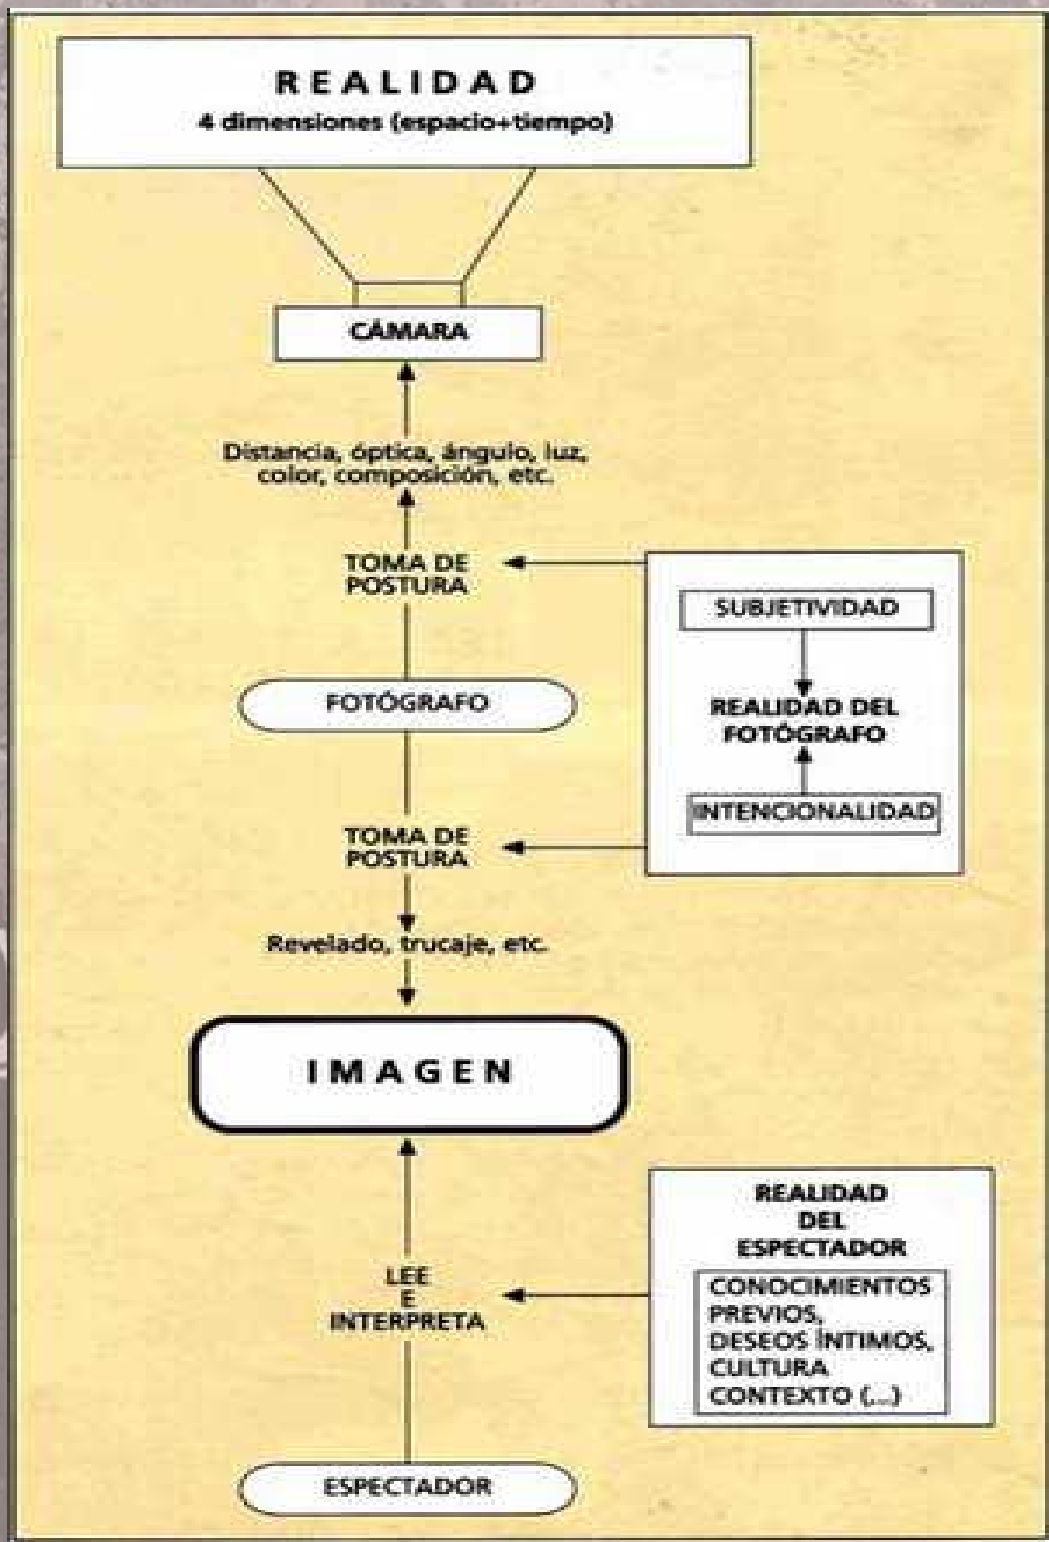 REALIDAD
4 dimensiones (espacio+tiempo)
CÁMARA
Distancia, óptica, ángulo, luz,
color, composición, etc.
TOMA DE
POSTURA
SUBJETIVIDAD
FOTÓGRAFO
REALIDAD DEL
FOTÓGRAFO
INTENCIONALIDAD
TOMA DE
POSTURA
Revelado, trucaje, etc.
IMAGEN
REALIDAD
DEL
ESPECTADOR
LEE
E
INTERPRETA
CONOCIMIENTOS
PREVIOS,
DESEOS ÍNTIMOS,
CULTURA
CONTEXTO (...)
ESPECTADOR